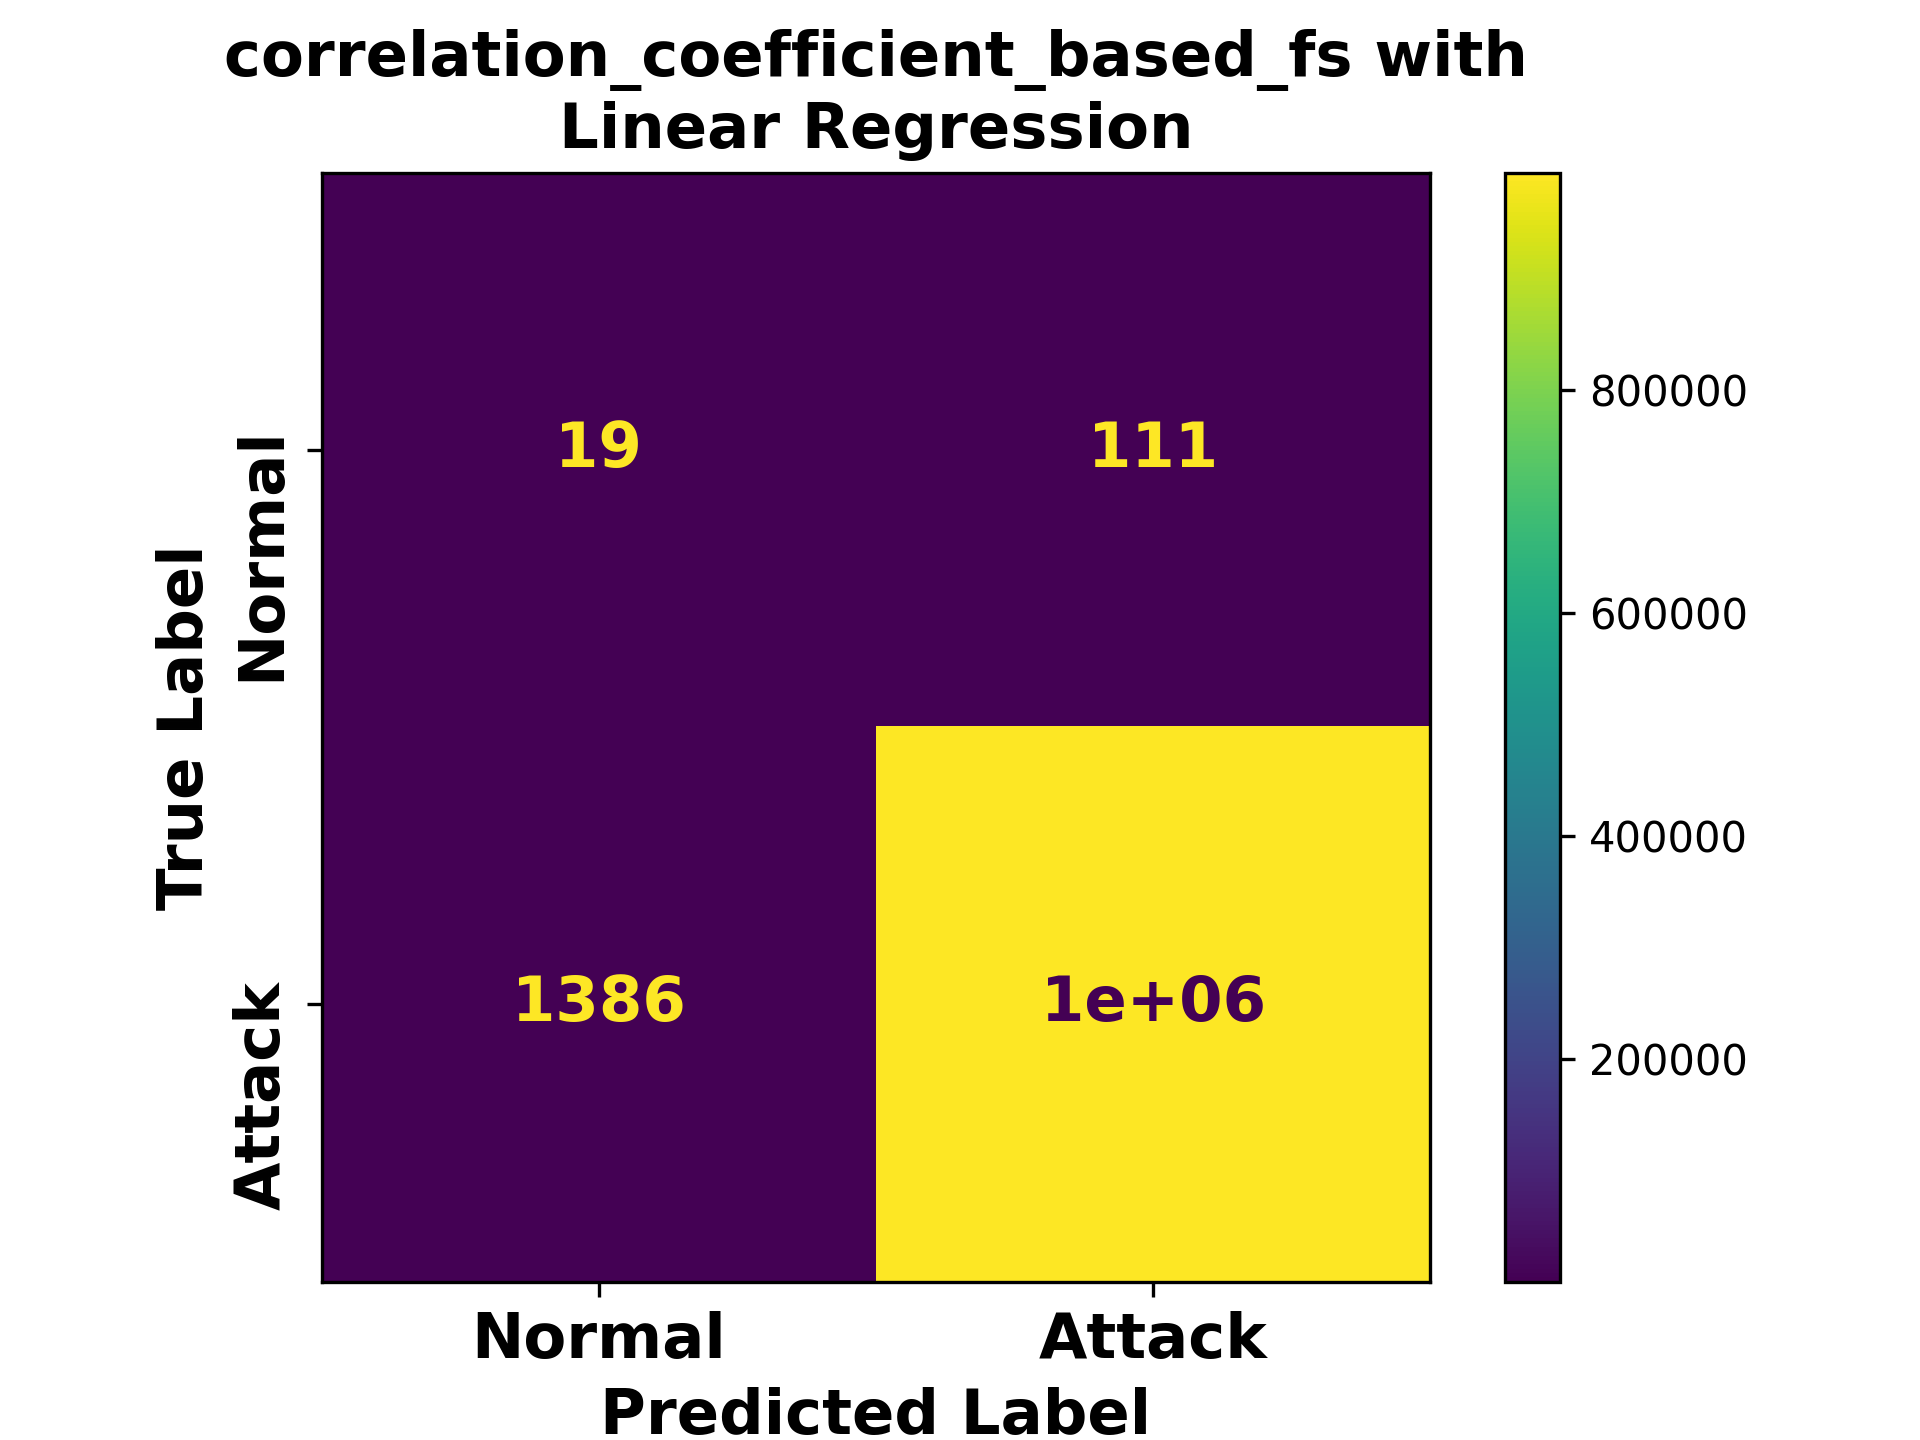 correlation_coefficient_based_fs with
Linear Regression
True Label
Normal
Attack
19
111
1386
1e+06
Normal
Attack
Predicted Label
800000
600000
400000
200000